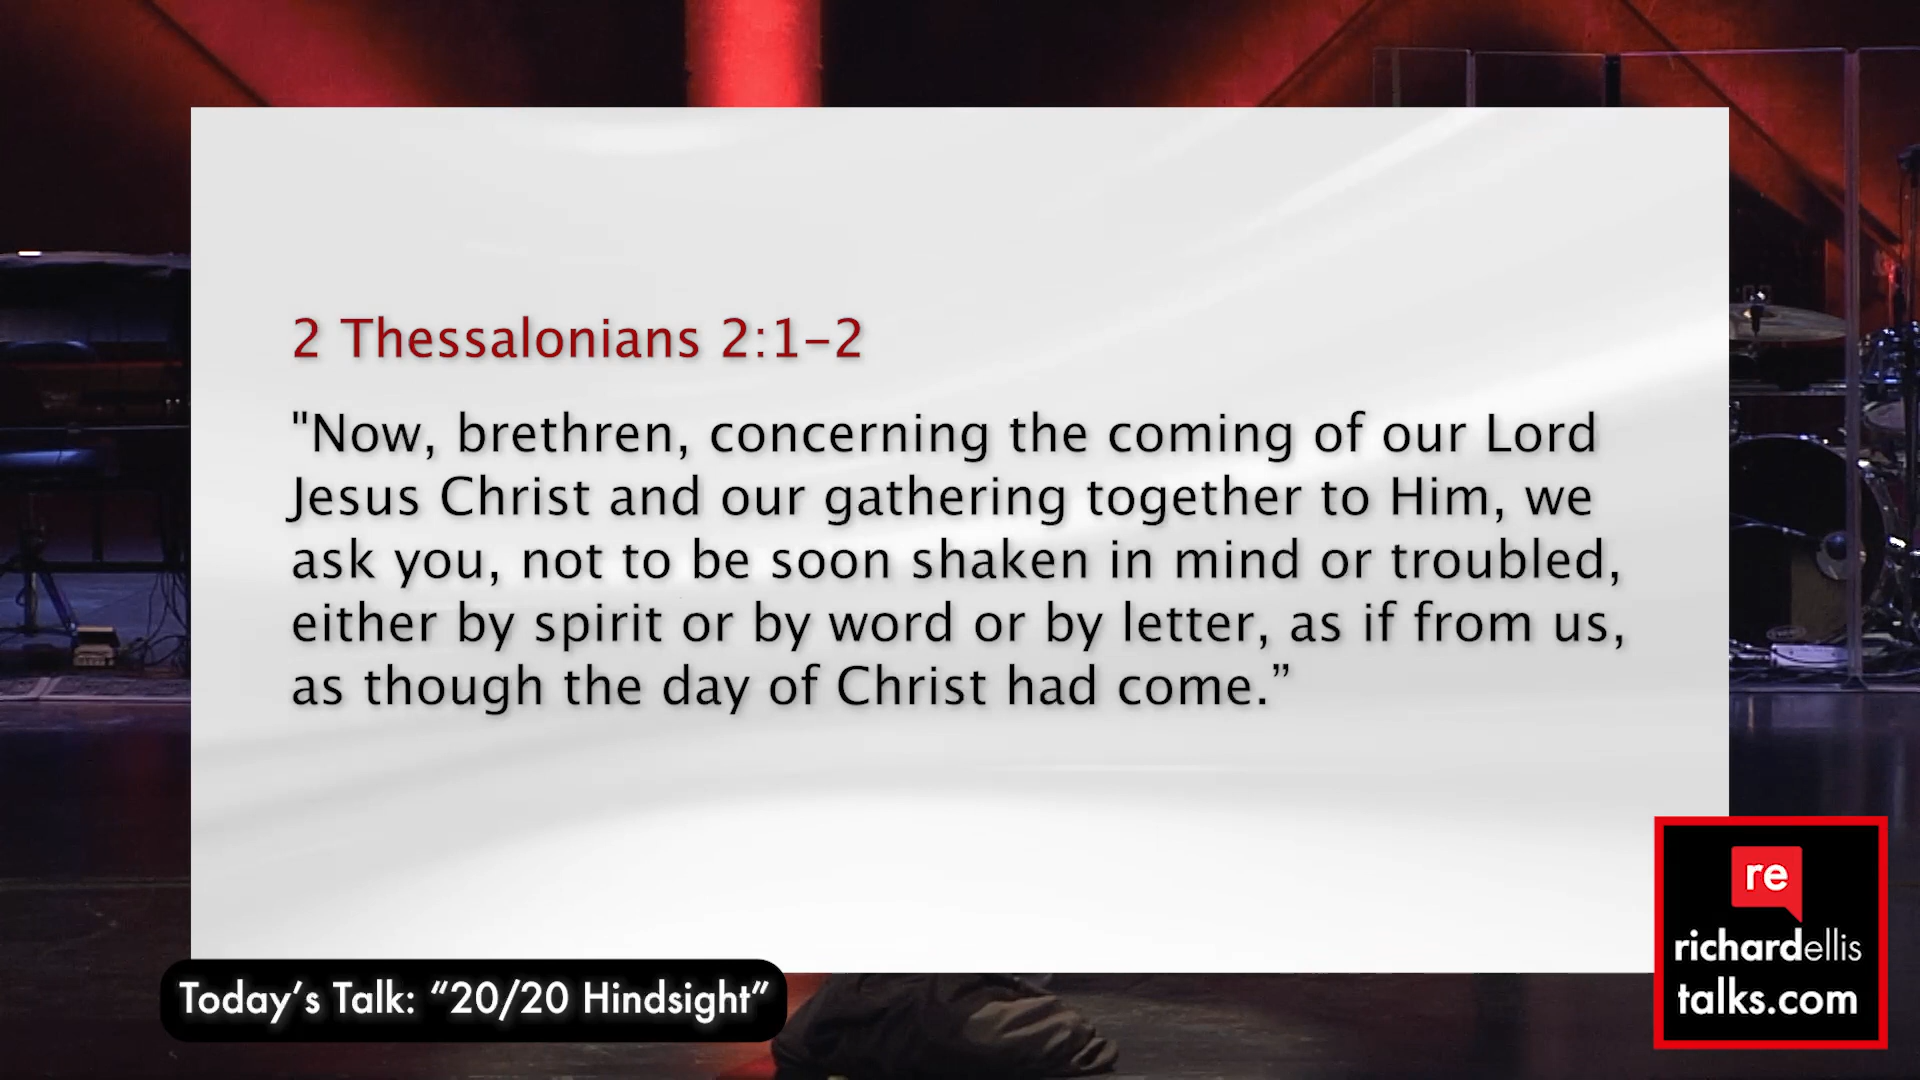 2 Thessalonians 2:1-2
"Now, brethren, concerning the coming of our Lord
Jesus Christ and our gathering together to Him, we
ask you, not to be soon shaken in mind or troubled,
either by spirit or by word or by letter, as if from us,
as though the day of Christ had come.”
Today’s Talk: “20/20 Hindsight”
re
richardellis
talks.com